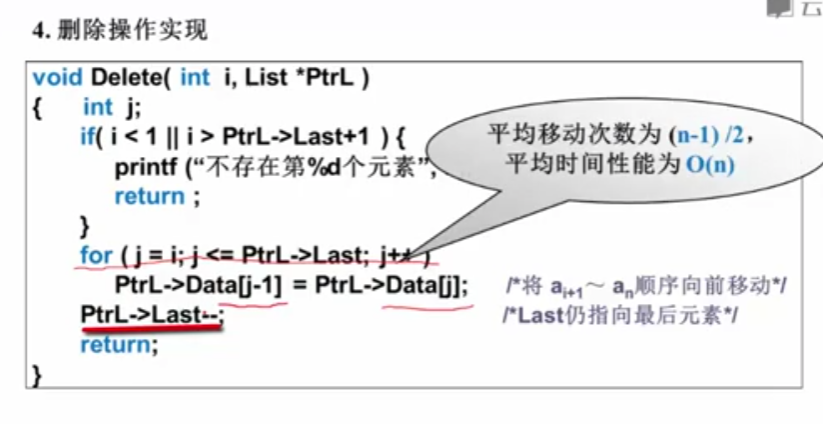 云
4. 删除操作实现
void Delete( int i, List *PtrL )
{ int j;
if( i < 1 || i > PtrL->Last+1 ) {
平均移动次数为 (n-1) /2,
printf (“不存在第%d个元素”,
平均时间性能为 O(n)
return ;
}
for ( j = i; j <= PtrL->Last; j++ )
PtrL->Data[j-1] = PtrL->Data[j]; /*将 ai+1～ an顺序向前移动*/
PtrL->Last--; /*Last仍指向最后元素*/
return;
}